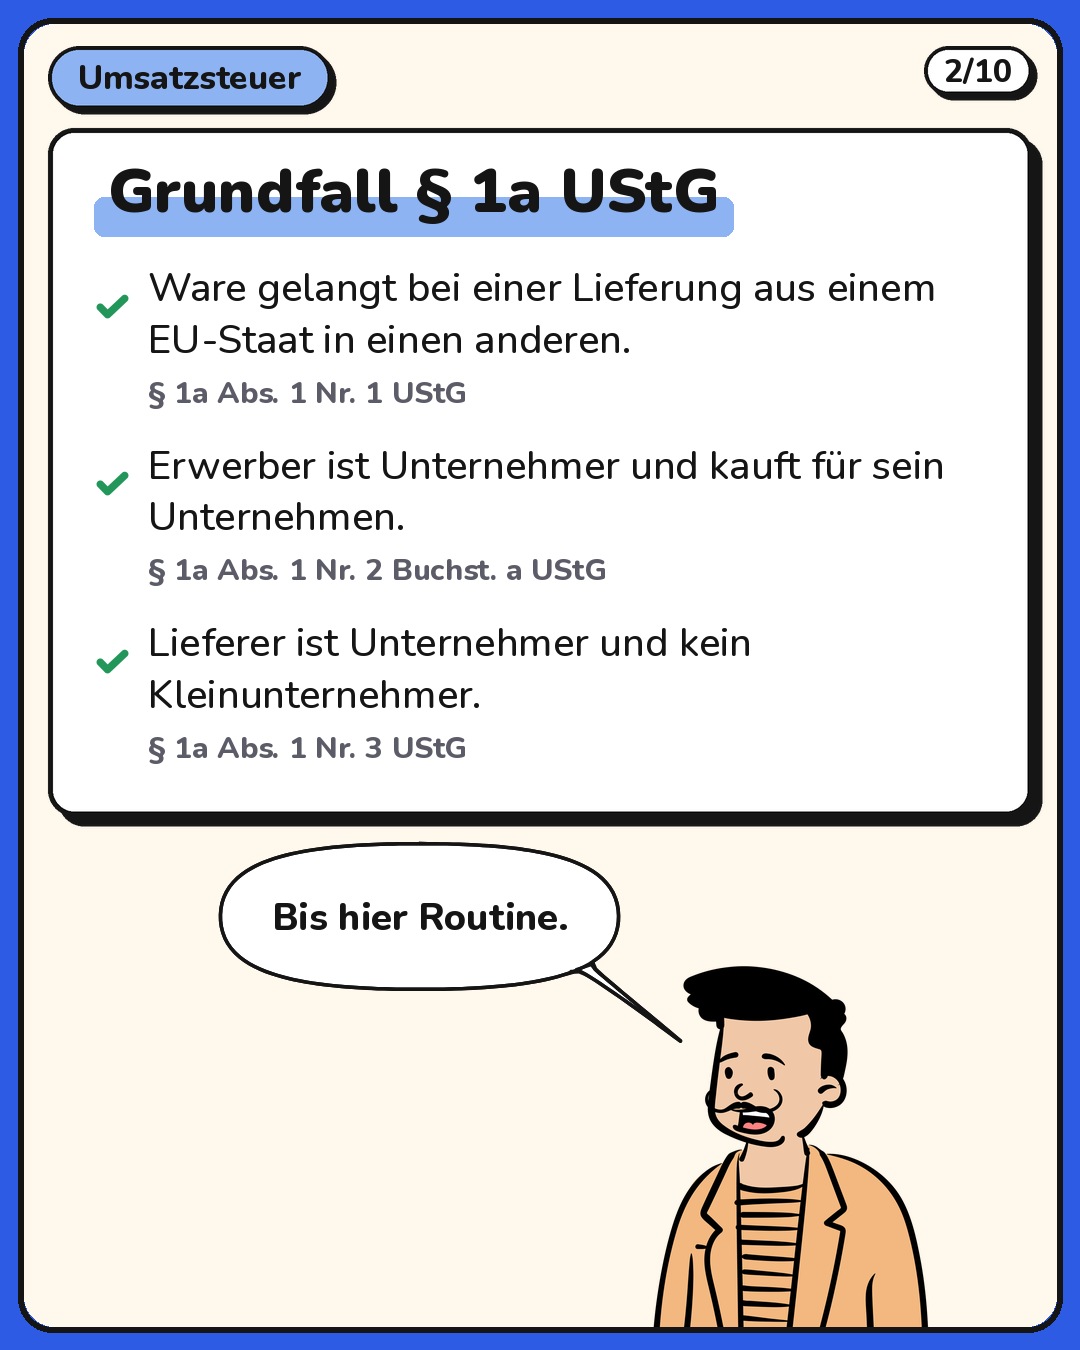 Umsatzsteuer
2/10
Grundfall § 1a UStG
Ware gelangt bei einer Lieferung aus einem
EU-Staat in einen anderen.
§ 1a Abs. 1 Nr. 1 UStG
Erwerber ist Unternehmer und kauft für sein
Unternehmen.
§ 1a Abs. 1 Nr. 2 Buchst. a UStG
Lieferer ist Unternehmer und kein
Kleinunternehmer.
§ 1a Abs. 1 Nr. 3 UStG
Bis hier Routine.